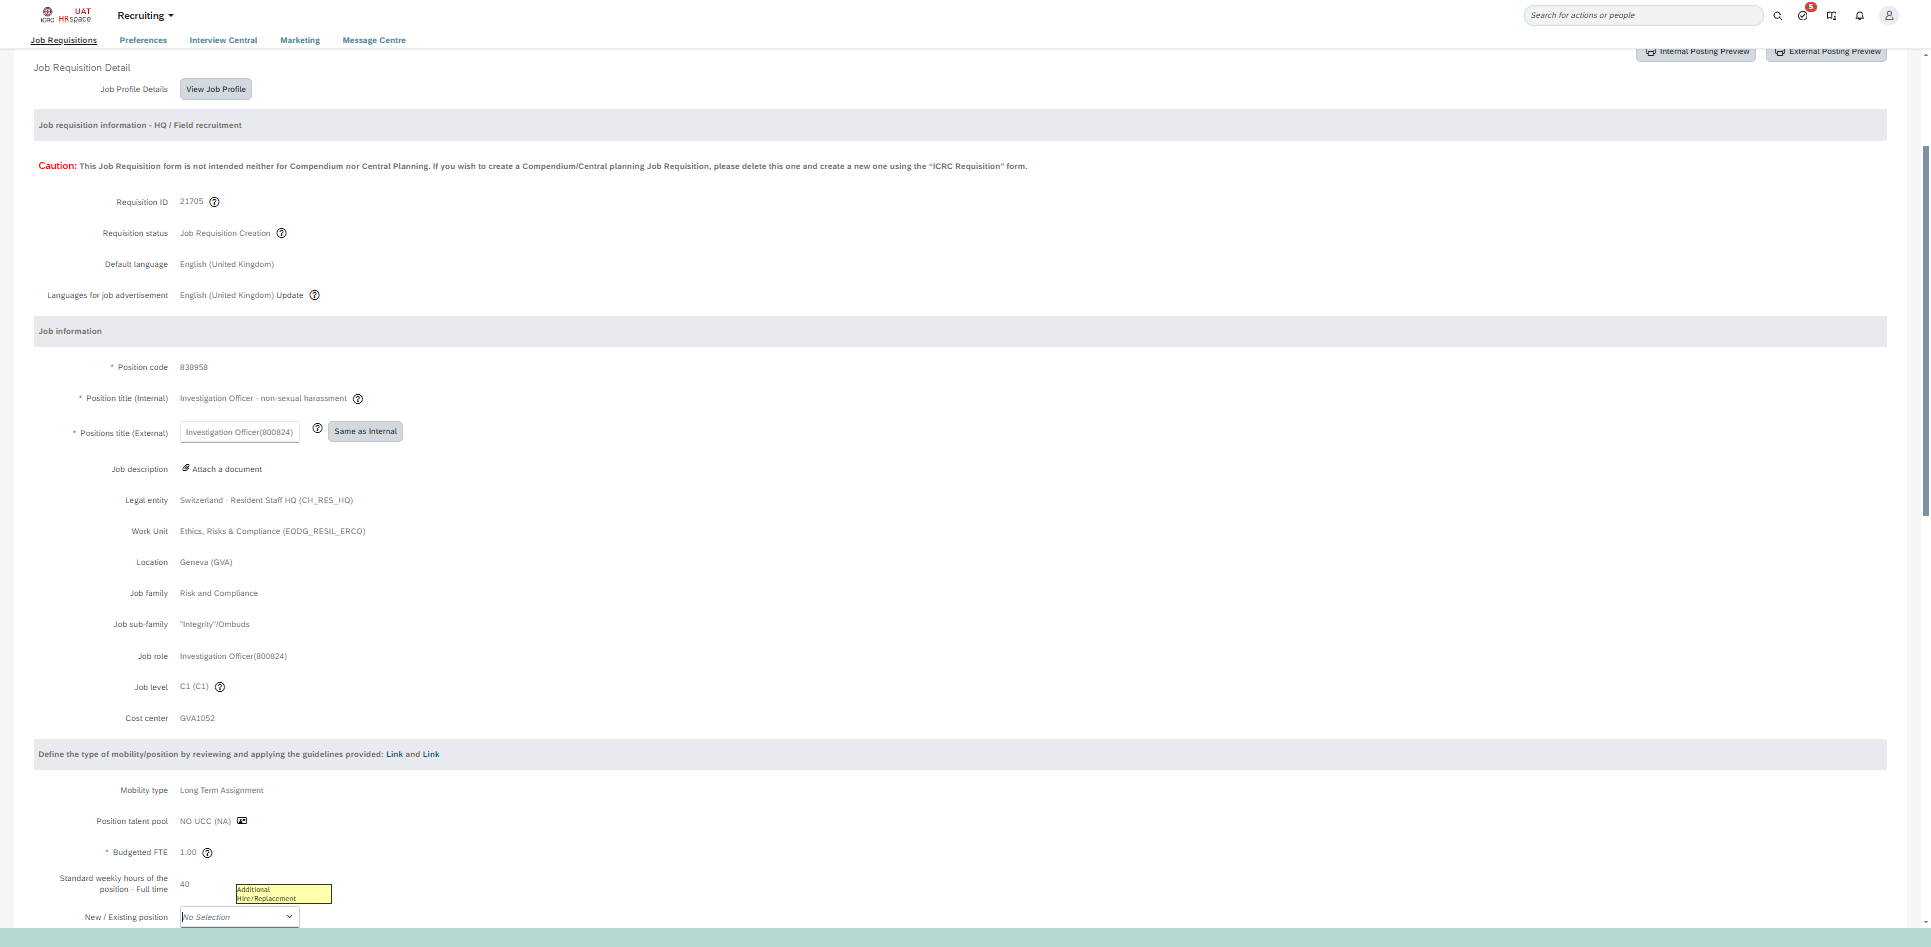 UAT
ICRC HRspace
Recruiting
Search for actions or people
5
Job Requisitions
Preferences
Interview Central
Marketing
Message Centre
Internal Posting Preview
External Posting Preview
Job Requisition Detail
Job Profile Details
View Job Profile
Job requisition information - HQ / Field recruitment
Caution: This Job Requisition form is not intended neither for Compendium nor Central Planning. If you wish to create a Compendium/Central planning Job Requisition, please delete this one and create a new one using the “ICRC Requisition” form.
Requisition ID 21705
Requisition status Job Requisition Creation
Default language English (United Kingdom)
Languages for job advertisement English (United Kingdom) Update
Job information
* Position code 838958
* Position title (Internal) Investigation Officer - non-sexual harassment
* Positions title (External) Investigation Officer(800824) Same as Internal
Job description Attach a document
Legal entity Switzerland - Resident Staff HQ (CH_RES_HQ)
Work Unit Ethics, Risks & Compliance (EODG_RESIL_ERCO)
Location Geneva (GVA)
Job family Risk and Compliance
Job sub-family "Integrity"/Ombuds
Job role Investigation Officer(800824)
Job level C1 (C1)
Cost center GVA1052
Define the type of mobility/position by reviewing and applying the guidelines provided: Link and Link
Mobility type Long Term Assignment
Position talent pool NO UCC (NA)
* Budgetted FTE 1.00
Standard weekly hours of the
position - Full time 40
Additional
Hire/Replacement
New / Existing position No Selection